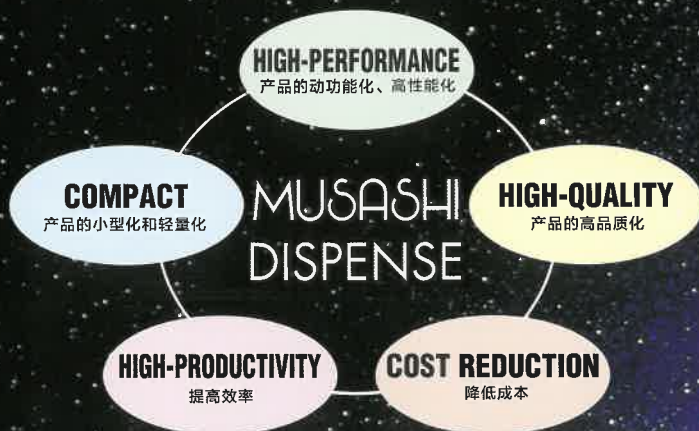 HIGH-PERFORMANCE
产品的动功能化、高性能化
COMPACT
产品的小型化和轻量化
MUSASHI
DISPENSE
HIGH-QUALITY
产品的高品质化
HIGH-PRODUCTIVITY
提高效率
COST REDUCTION
降低成本